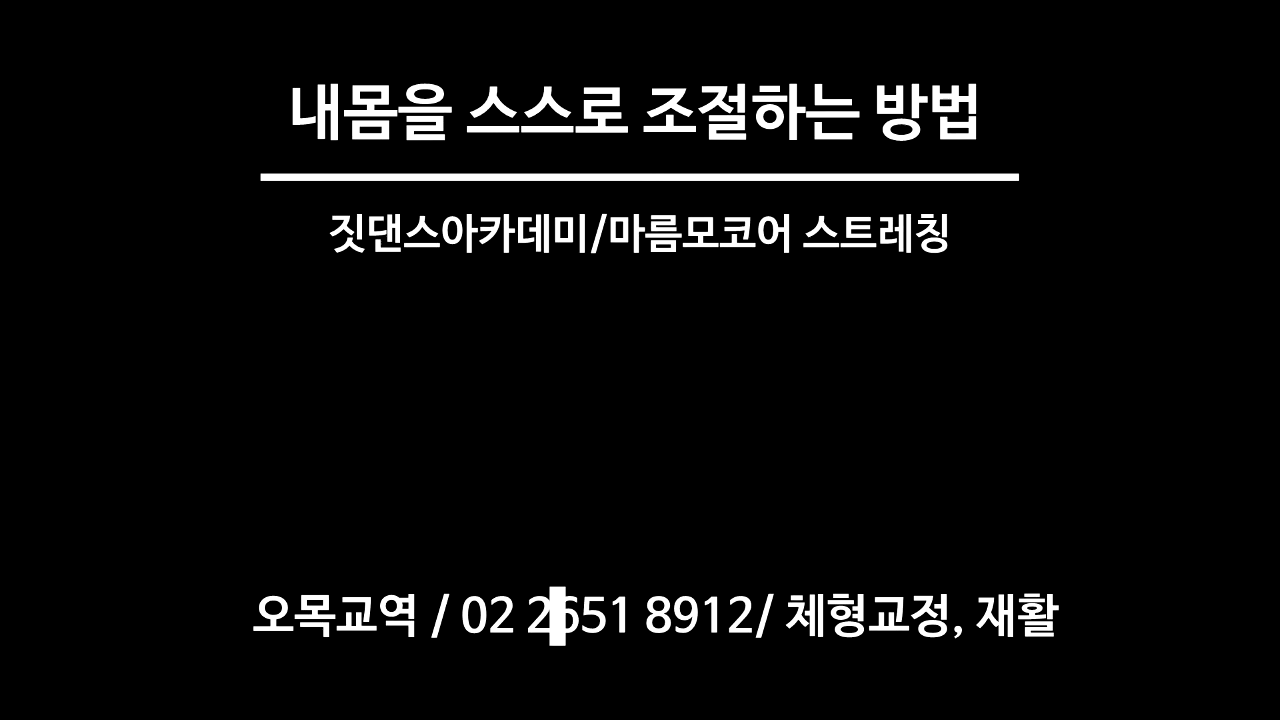 내몸을 스스로 조절하는 방법
짓댄스아카데미/마름모코어 스트레칭
오목교역 / 02 2651 8912/ 체형교정, 재활